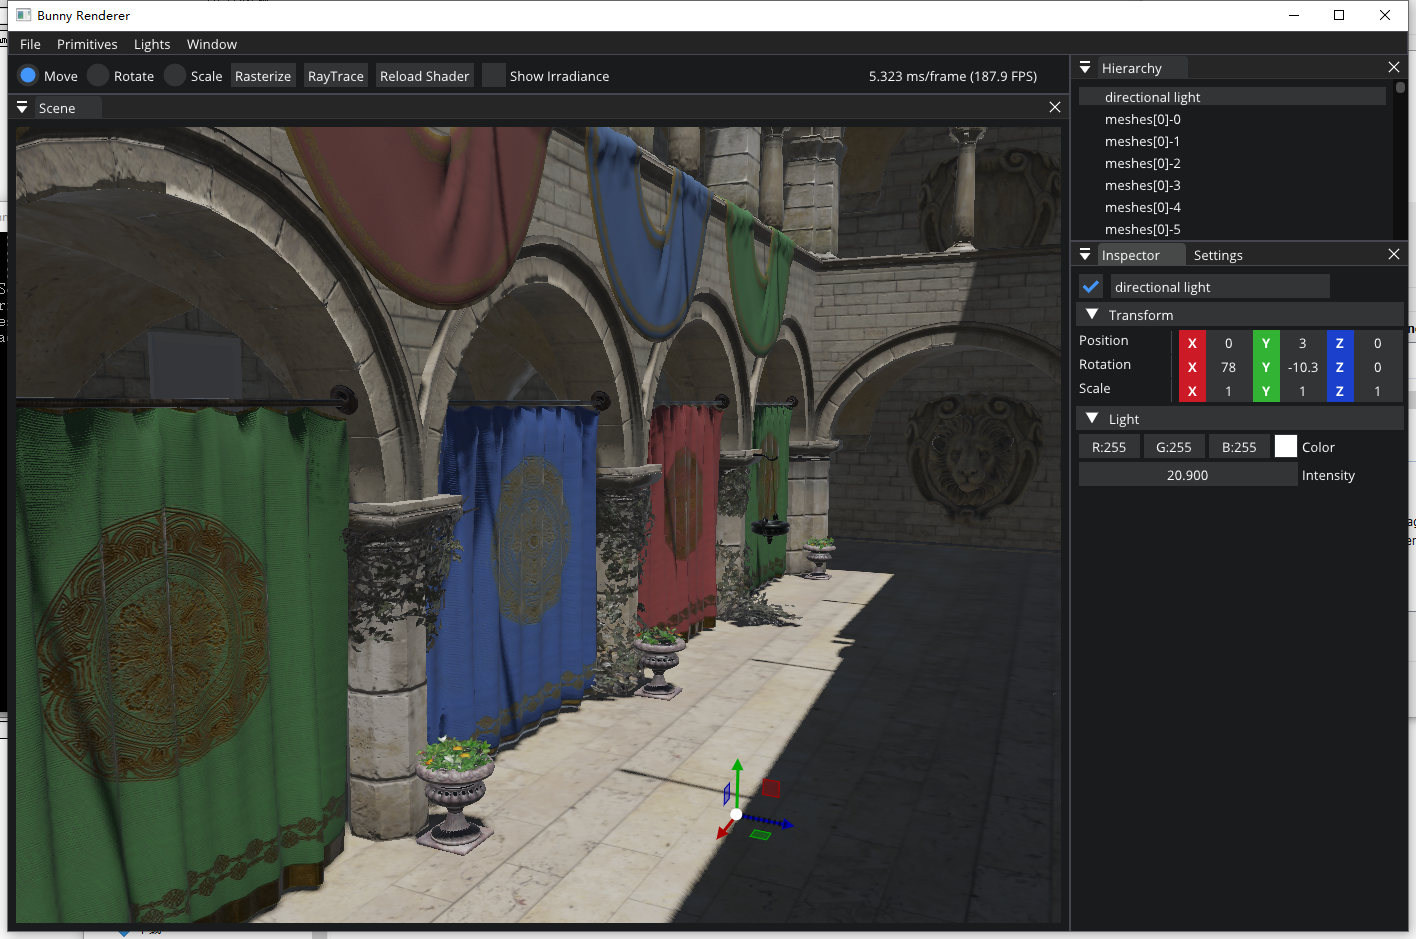 Bunny Renderer
File Primitives Lights Window
Move Rotate Scale Rasterize RayTrace Reload Shader Show Irradiance 5.323 ms/frame (187.9 FPS)
Scene
Hierarchy
directional light
meshes[0]-0
meshes[0]-1
meshes[0]-2
meshes[0]-3
meshes[0]-4
meshes[0]-5
Inspector Settings
directional light
Transform
Position X 0 Y 3 Z 0
Rotation X 78 Y -10.3 Z 0
Scale X 1 Y 1 Z 1
Light
R:255 G:255 B:255 Color
20.900 Intensity